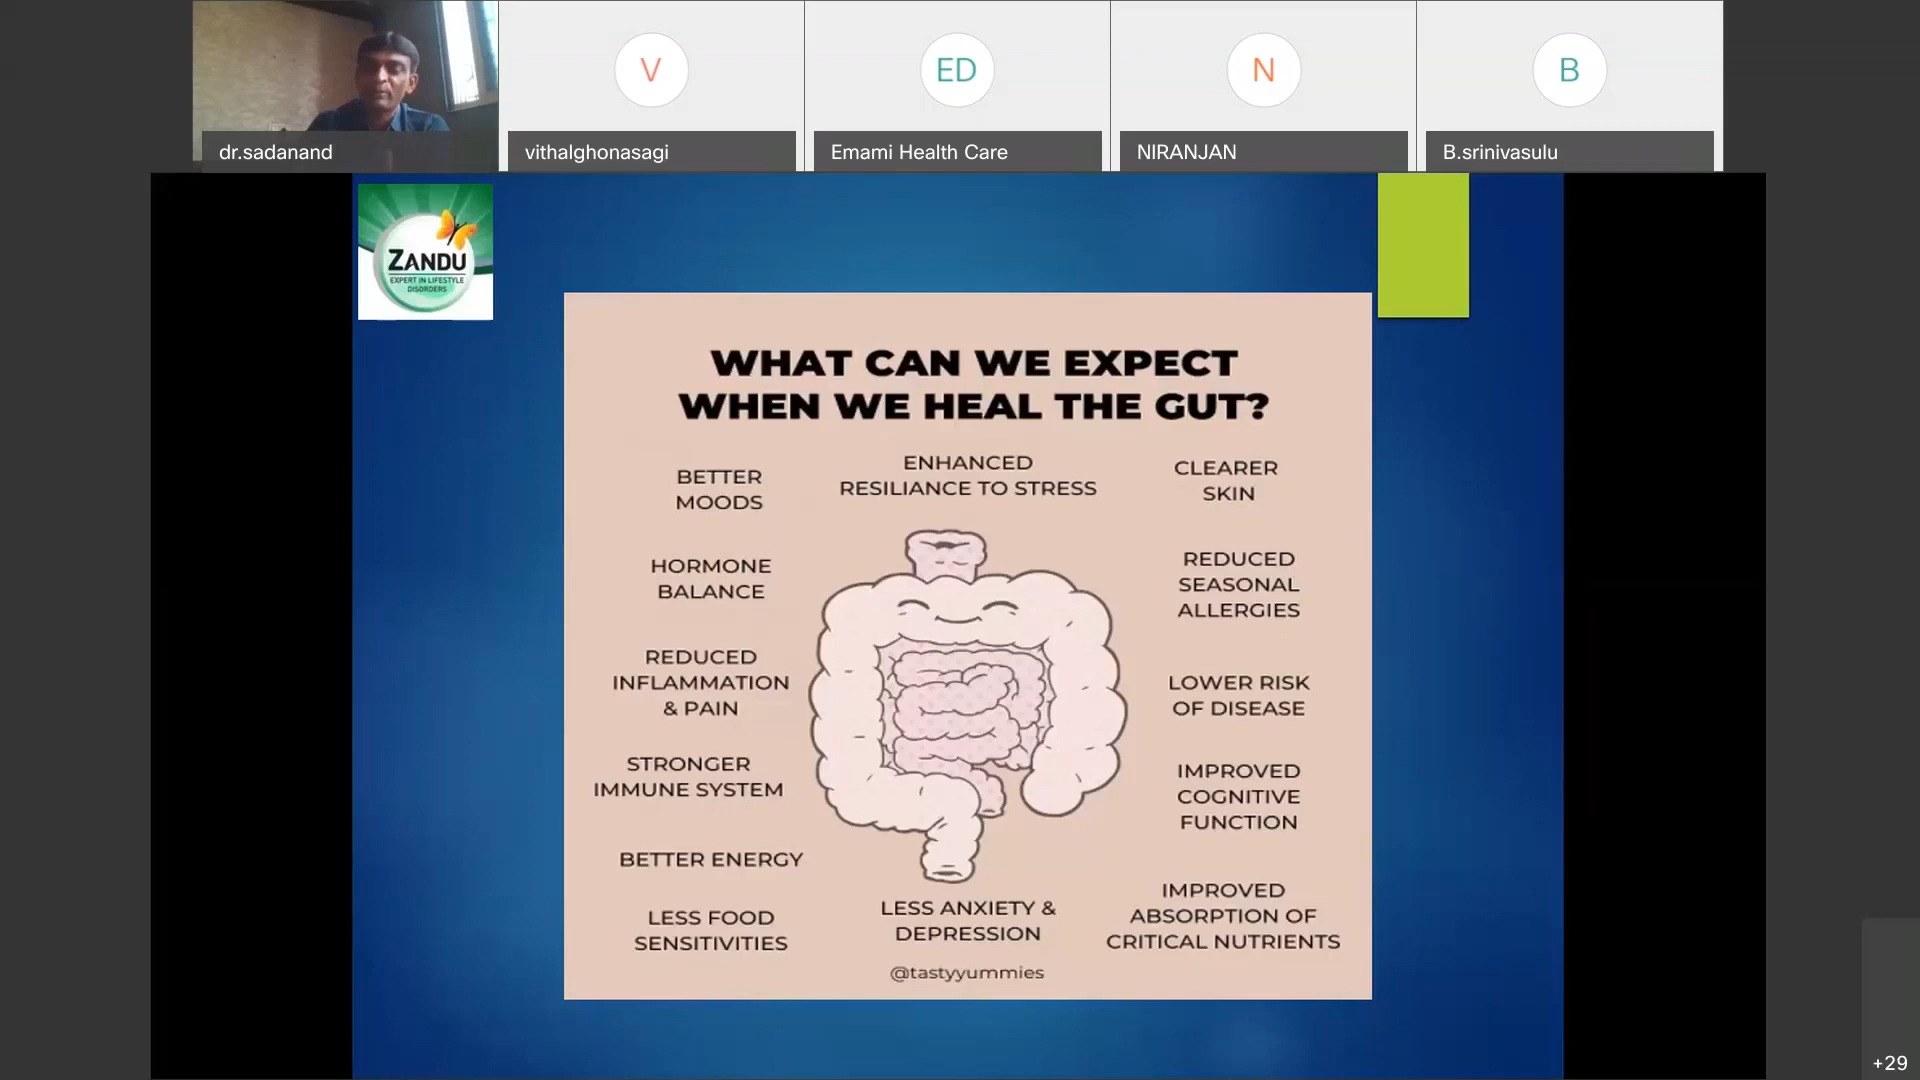 V
ED
N
B
dr.sadanand
vithalghonasagi
Emami Health Care
NIRANJAN
B.srinivasulu
ZANDU
EXPERT IN LIFESTYLE
DISORDERS
WHAT CAN WE EXPECT
WHEN WE HEAL THE GUT?
BETTER
MOODS
ENHANCED
RESILIANCE TO STRESS
CLEARER
SKIN
HORMONE
BALANCE
REDUCED
SEASONAL
ALLERGIES
REDUCED
INFLAMMATION
& PAIN
LOWER RISK
OF DISEASE
STRONGER
IMMUNE SYSTEM
IMPROVED
COGNITIVE
FUNCTION
BETTER ENERGY
LESS FOOD
SENSITIVITIES
LESS ANXIETY &
DEPRESSION
IMPROVED
ABSORPTION OF
CRITICAL NUTRIENTS
@tastyyummies
+29